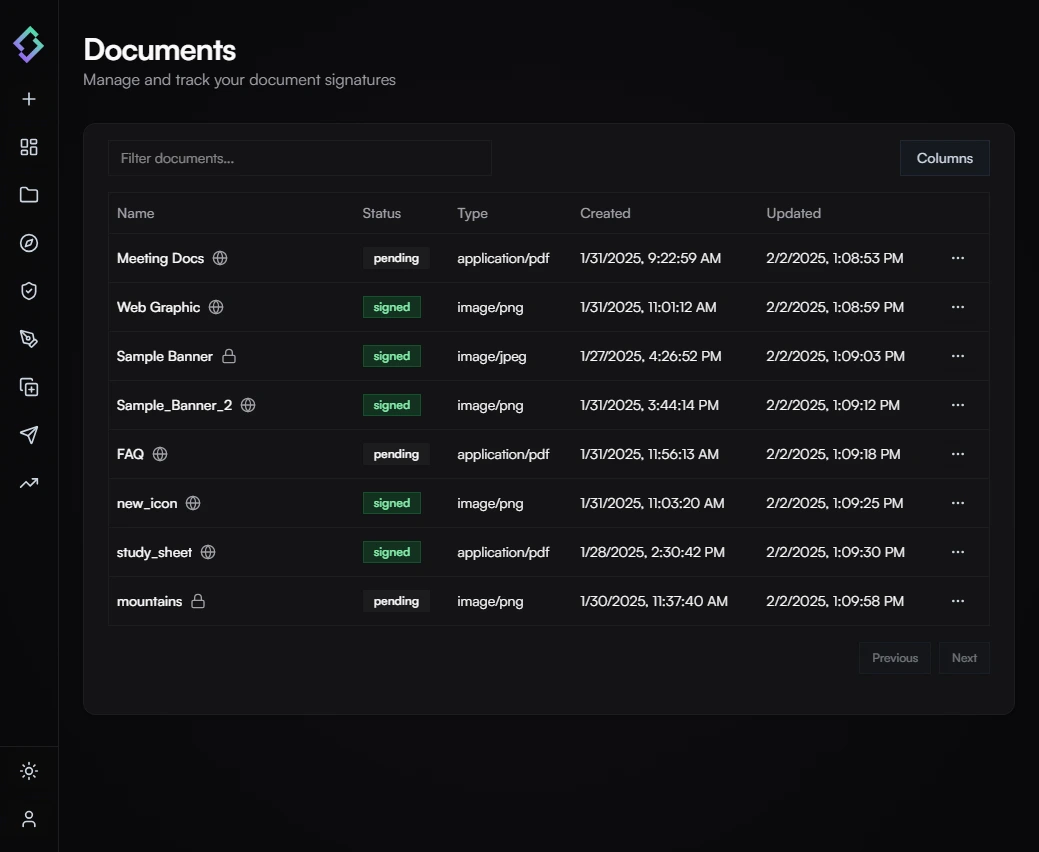 Documents
Manage and track your document signatures
Filter documents...
Columns
Name Status Type Created Updated
Meeting Docs pending application/pdf 1/31/2025, 9:22:59 AM 2/2/2025, 1:08:53 PM
Web Graphic signed image/png 1/31/2025, 11:01:12 AM 2/2/2025, 1:08:59 PM
Sample Banner signed image/jpeg 1/27/2025, 4:26:52 PM 2/2/2025, 1:09:03 PM
Sample_Banner_2 signed image/png 1/31/2025, 3:44:14 PM 2/2/2025, 1:09:12 PM
FAQ pending application/pdf 1/31/2025, 11:56:13 AM 2/2/2025, 1:09:18 PM
new_icon signed image/png 1/31/2025, 11:03:20 AM 2/2/2025, 1:09:25 PM
study_sheet signed application/pdf 1/28/2025, 2:30:42 PM 2/2/2025, 1:09:30 PM
mountains pending image/png 1/30/2025, 11:37:40 AM 2/2/2025, 1:09:58 PM
Previous Next